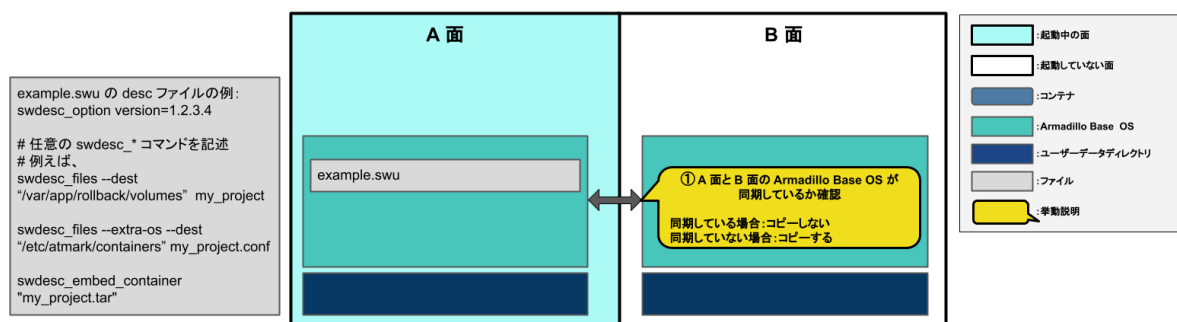 example.swu の desc ファイルの例：
swdesc_option version=1.2.3.4
# 任意の swdesc_* コマンドを記述
# 例えば、
swdesc_files --dest
“/var/app/rollback/volumes” my_project
swdesc_files --extra-os --dest
“/etc/atmark/containers” my_project.conf
swdesc_embed_container
"my_project.tar"
A 面
example.swu
B 面
① A 面と B 面の Armadillo Base OS が
同期しているか確認
同期している場合：コピーしない
同期していない場合：コピーする
：起動中の面
：起動していない面
：コンテナ
：Armadillo Base OS
：ユーザーデータディレクトリ
：ファイル
：挙動説明